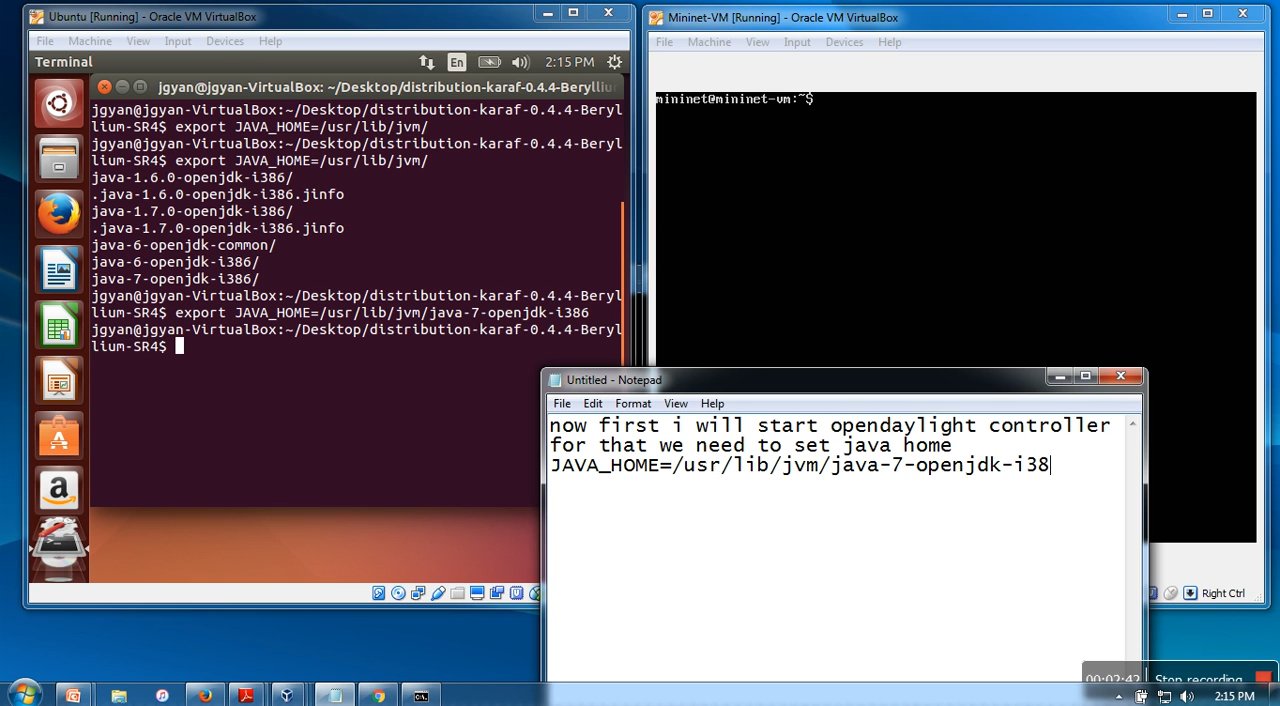 Ubuntu [Running] - Oracle VM VirtualBox
File Machine View Input Devices Help
Terminal En 2:15 PM
jgyan@jgyan-VirtualBox: ~/Desktop/distribution-karaf-0.4.4-Beryllium
jgyan@jgyan-VirtualBox:~/Desktop/distribution-karaf-0.4.4-Beryl
lium-SR4$ export JAVA_HOME=/usr/lib/jvm/
jgyan@jgyan-VirtualBox:~/Desktop/distribution-karaf-0.4.4-Beryl
lium-SR4$ export JAVA_HOME=/usr/lib/jvm/
java-1.6.0-openjdk-i386/
.java-1.6.0-openjdk-i386.jinfo
java-1.7.0-openjdk-i386/
.java-1.7.0-openjdk-i386.jinfo
java-6-openjdk-common/
java-6-openjdk-i386/
java-7-openjdk-i386/
jgyan@jgyan-VirtualBox:~/Desktop/distribution-karaf-0.4.4-Beryl
lium-SR4$ export JAVA_HOME=/usr/lib/jvm/java-7-openjdk-i386
jgyan@jgyan-VirtualBox:~/Desktop/distribution-karaf-0.4.4-Beryl
lium-SR4$
Mininet-VM [Running] - Oracle VM VirtualBox
File Machine View Input Devices Help
mininet@mininet-vm:~$
Untitled - Notepad
File Edit Format View Help
now first i will start opendaylight controller
for that we need to set java home
JAVA_HOME=/usr/lib/jvm/java-7-openjdk-i38
Right Ctrl
00:02:42 Stop recording
2:15 PM